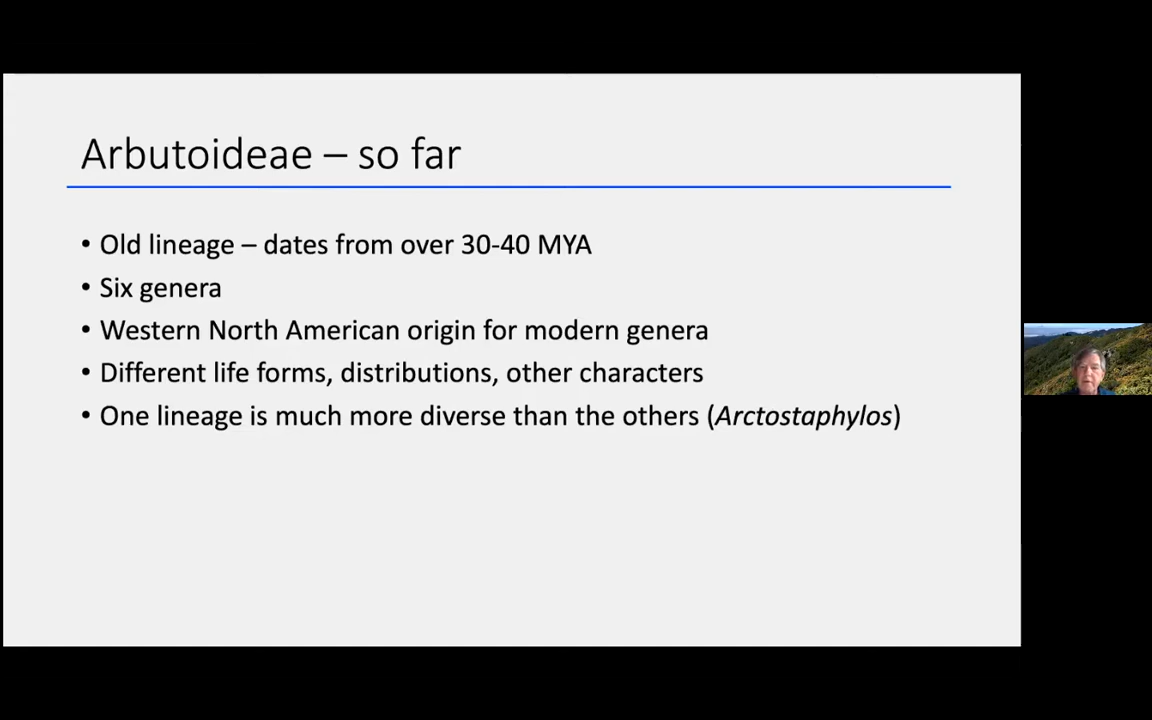 Arbutoideae – so far
• Old lineage – dates from over 30-40 MYA
• Six genera
• Western North American origin for modern genera
• Different life forms, distributions, other characters
• One lineage is much more diverse than the others (Arctostaphylos)